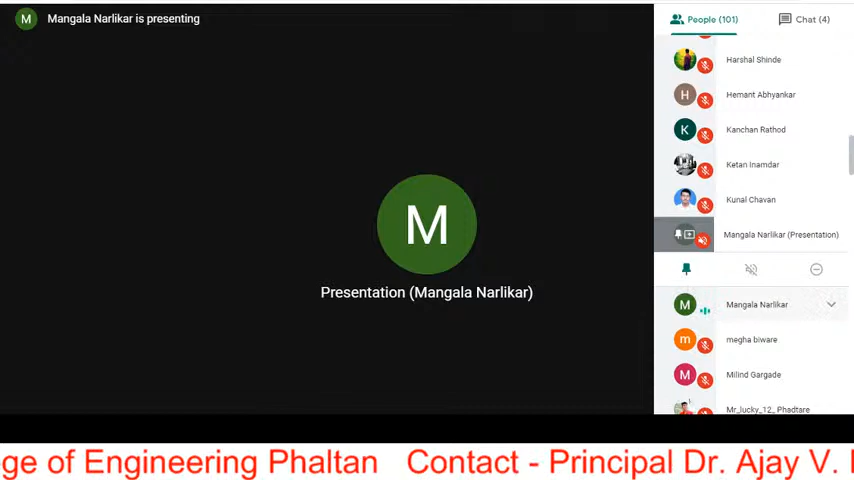 M Mangala Narlikar is presenting
M
Presentation (Mangala Narlikar)
People (101) Chat (4)
Harshal Shinde
H Hemant Abhyankar
K Kanchan Rathod
Ketan Inamdar
Kunal Chavan
Mangala Narlikar (Presentation)
M Mangala Narlikar
m megha biware
M Milind Gargade
Mr_lucky_12_ Phadtare
ge of Engineering Phaltan Contact - Principal Dr. Ajay V.